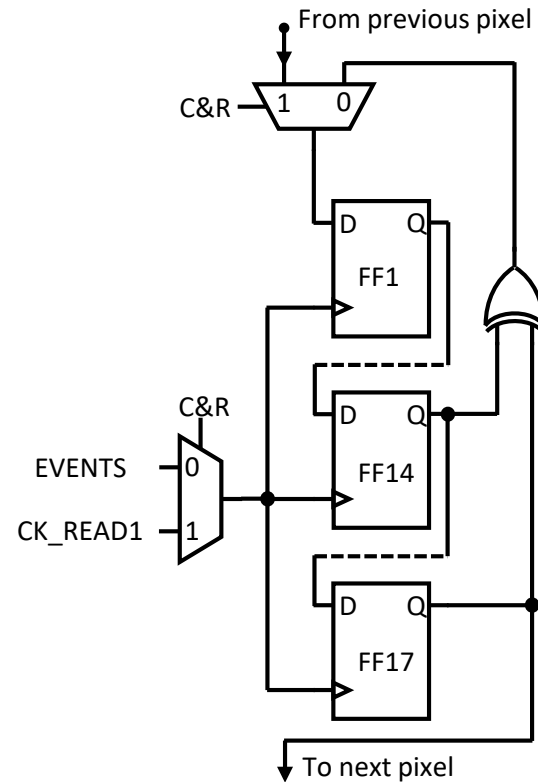 From previous pixel
C&R
1
0
D
Q
FF1
C&R
EVENTS
0
CK_READ1
1
D
Q
FF14
D
Q
FF17
To next pixel